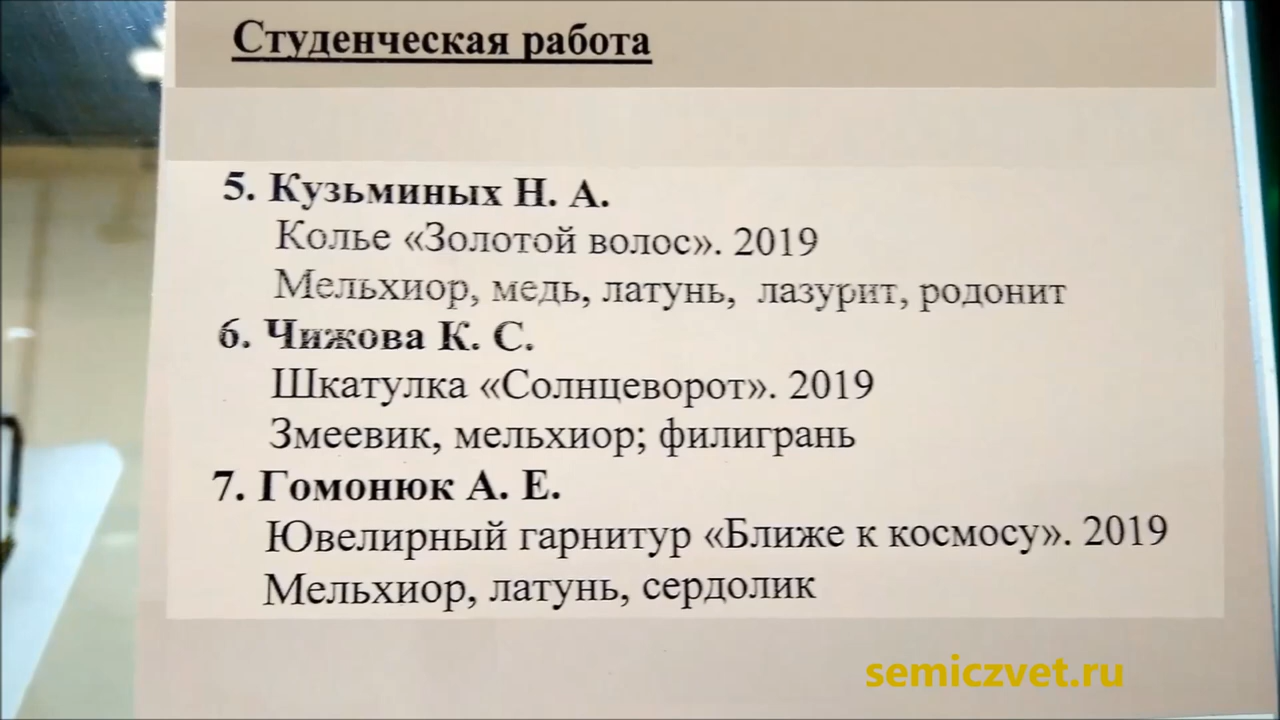 Студенческая работа
5. Кузьминых Н. А.
Колье «Золотой волос». 2019
Мельхиор, медь, латунь, лазурит, родонит
6. Чижова К. С.
Шкатулка «Солнцеворот». 2019
Змеевик, мельхиор; филигрань
7. Гомонюк А. Е.
Ювелирный гарнитур «Ближе к космосу». 2019
Мельхиор, латунь, сердолик
semiczvet.ru